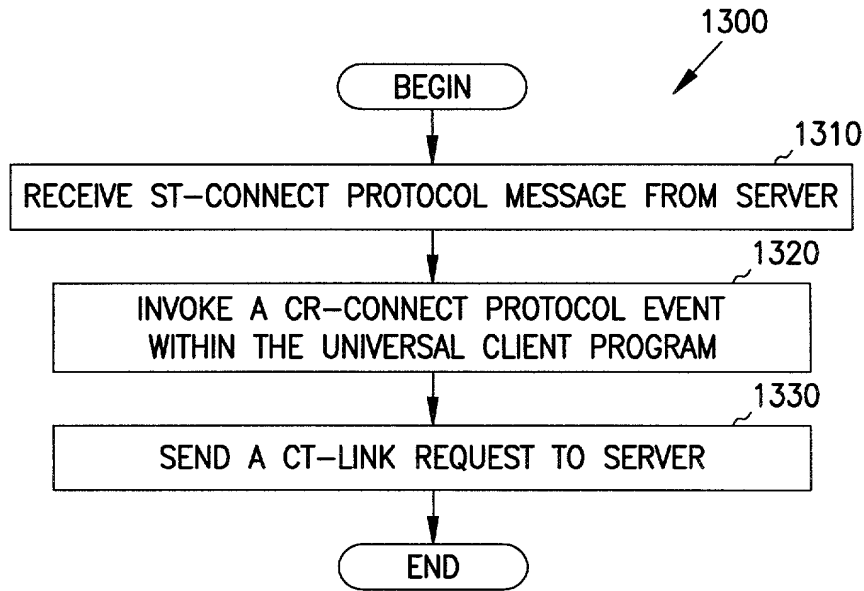 1300
BEGIN
1310
RECEIVE ST-CONNECT PROTOCOL MESSAGE FROM SERVER
1320
INVOKE A CR-CONNECT PROTOCOL EVENT
WITHIN THE UNIVERSAL CLIENT PROGRAM
1330
SEND A CT-LINK REQUEST TO SERVER
END